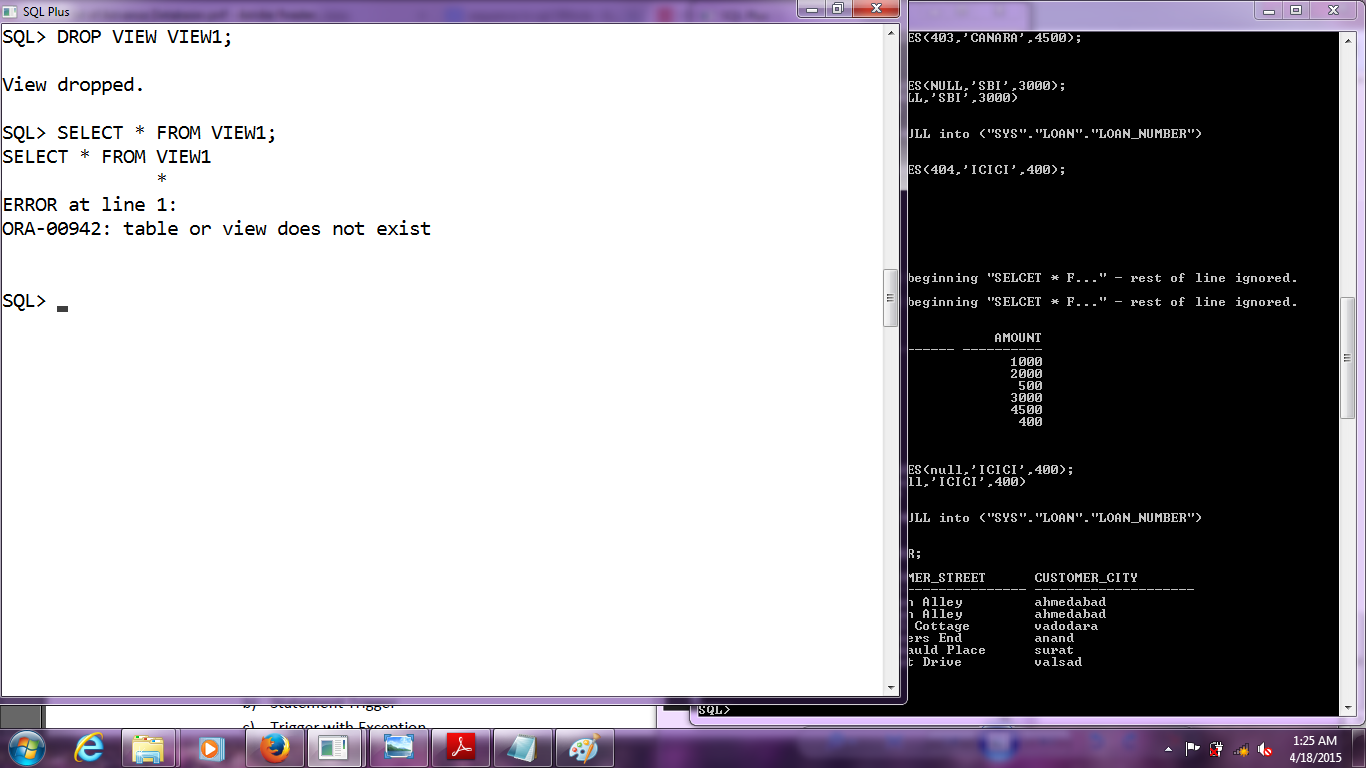 SQL Plus
SQL> DROP VIEW VIEW1;
View dropped.
SQL> SELECT * FROM VIEW1;
SELECT * FROM VIEW1
*
ERROR at line 1:
ORA-00942: table or view does not exist
SQL>
ES(403,'CANARA',4500);
ES(NULL,'SBI',3000);
LL,'SBI',3000)
ULL into ("SYS"."LOAN"."LOAN_NUMBER")
ES(404,'ICICI',400);
beginning "SELCET * F..." - rest of line ignored.
beginning "SELCET * F..." - rest of line ignored.
AMOUNT
------ ----------
1000
2000
500
3000
4500
400
ES(null,'ICICI',400);
ll,'ICICI',400)
ULL into ("SYS"."LOAN"."LOAN_NUMBER")
R;
MER_STREET CUSTOMER_CITY
--------------- --------------------
n Alley ahmedabad
n Alley ahmedabad
Cottage vadodara
ers End anand
auld Place surat
t Drive valsad
SQL>
b) Statement Trigger
c) Trigger with Exception
1:25 AM
4/18/2015